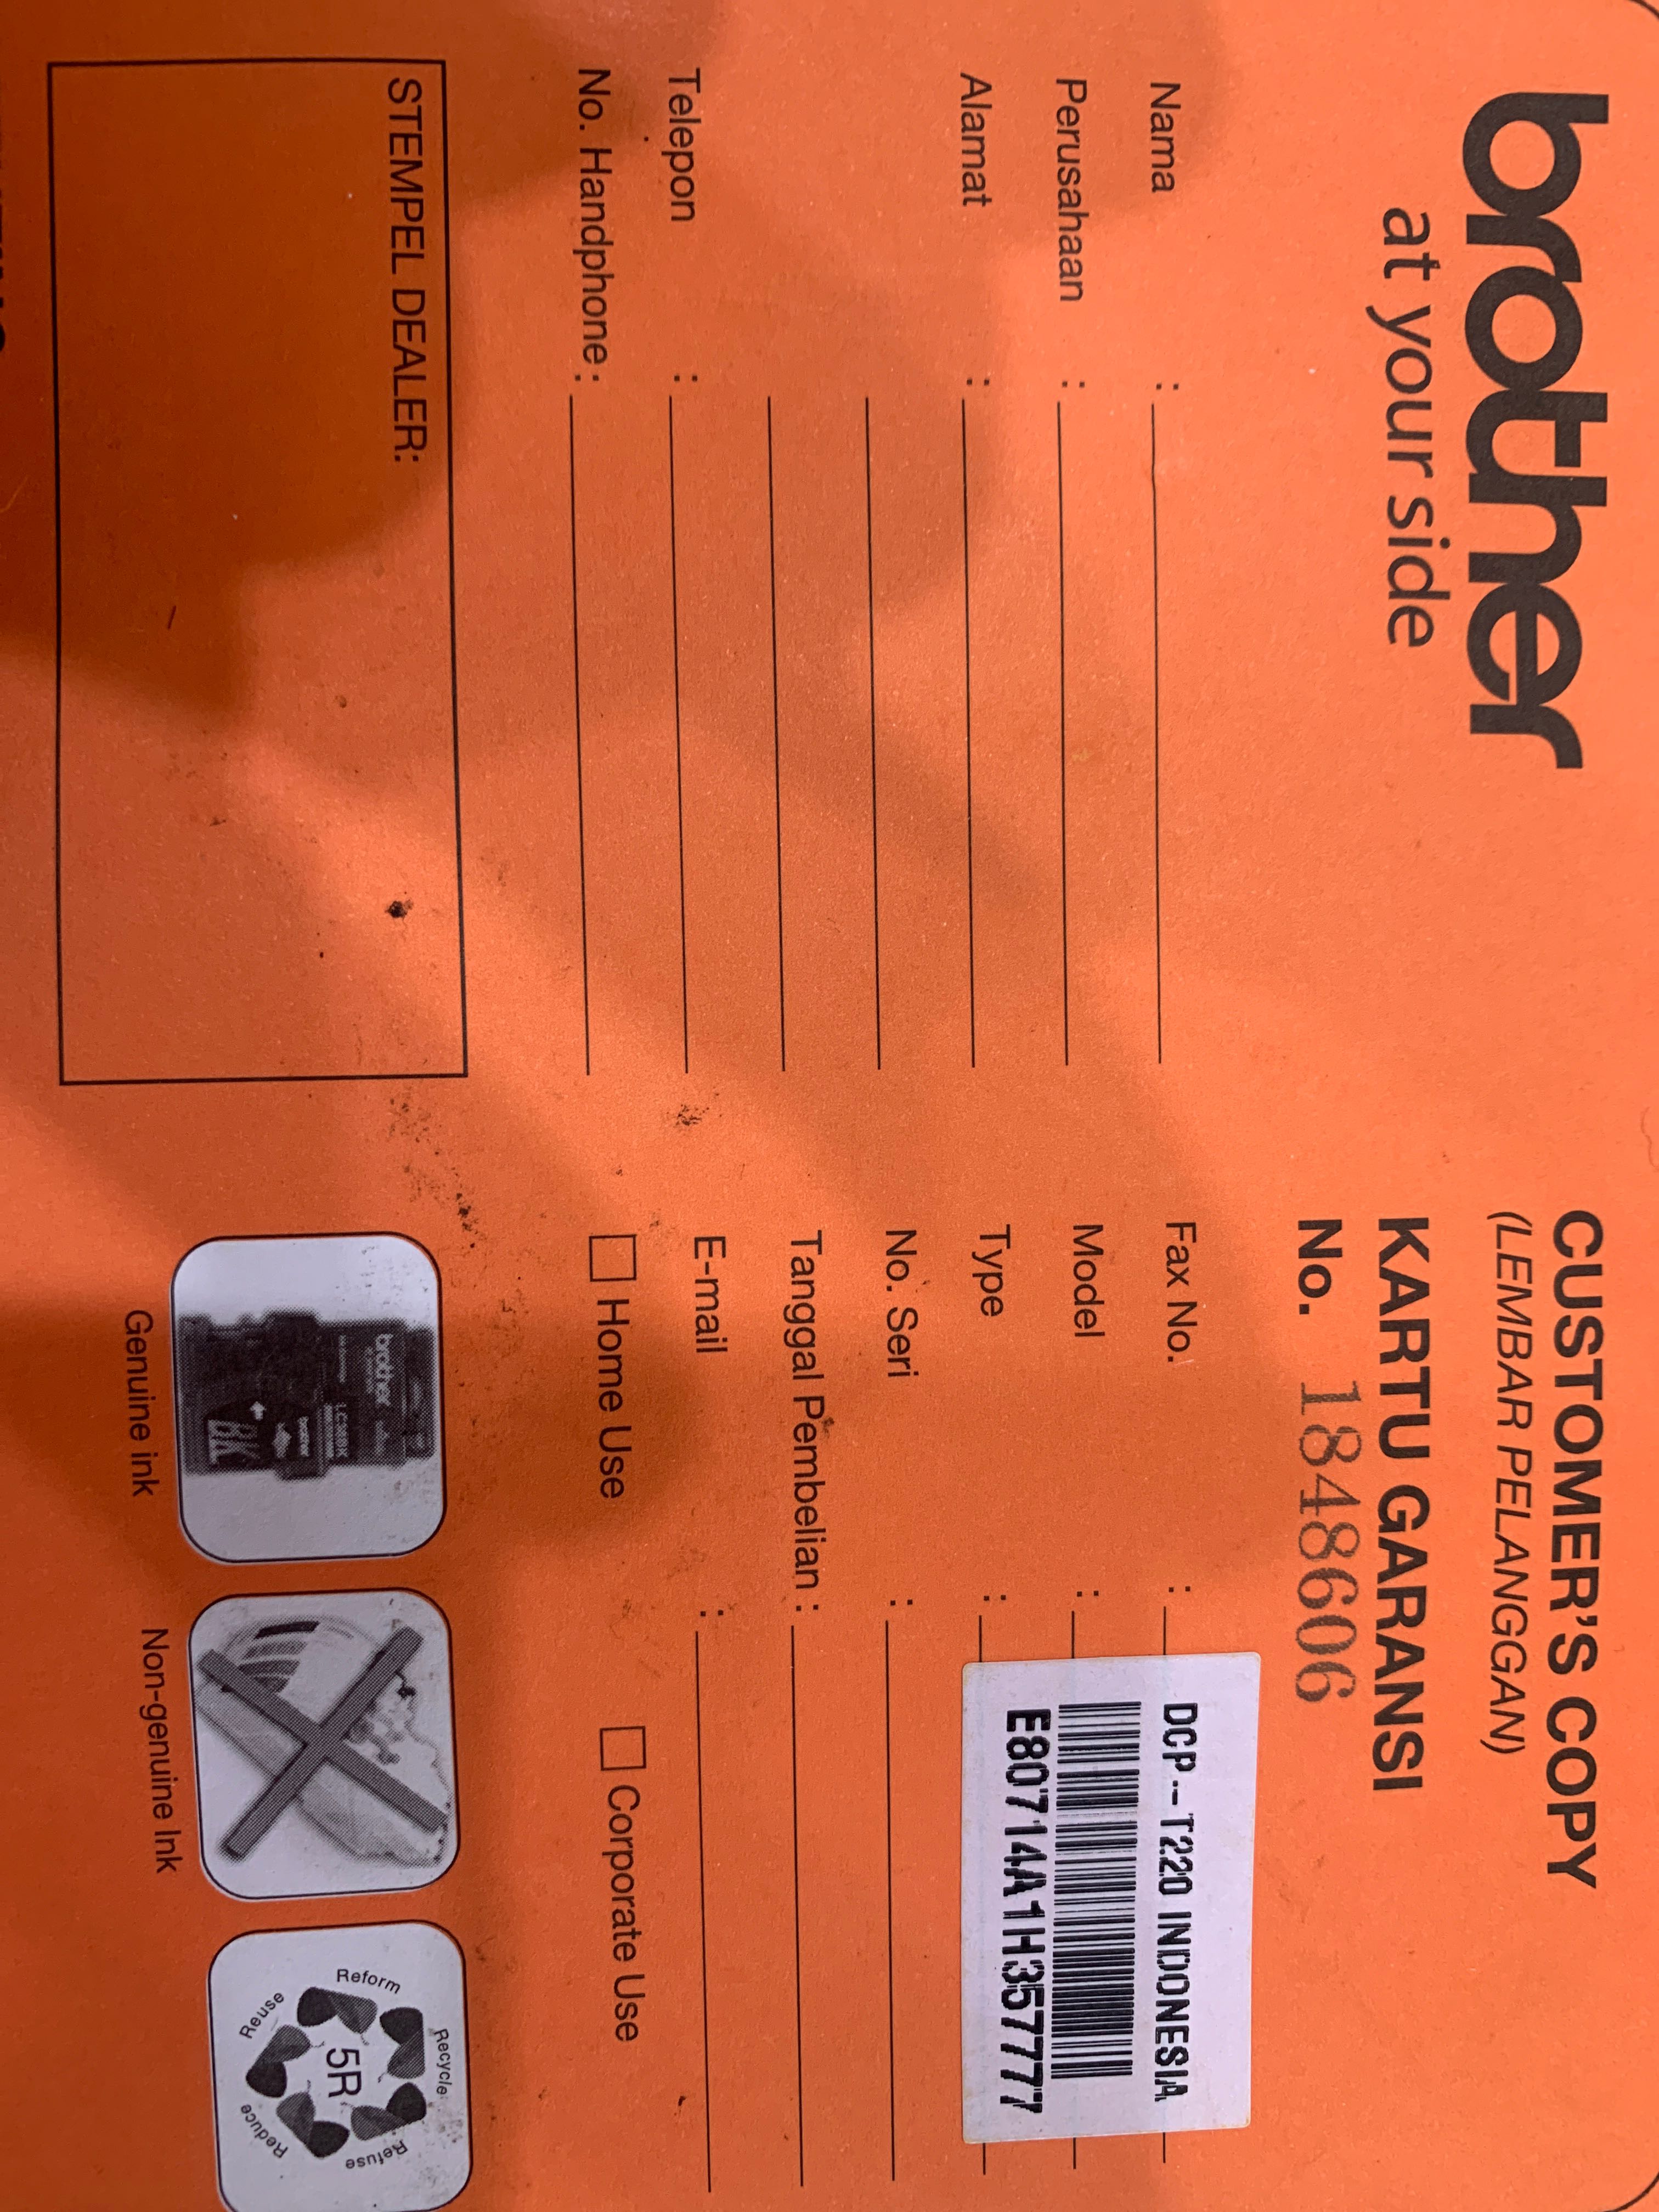 brother
at your side
CUSTOMER'S COPY
(LEMBAR PELANGGAN)
KARTU GARANSI
No. 1848606
Nama :
Perusahaan :
Alamat :
Telepon :
No. Handphone :
Fax No. :
Model :
Type :
No. Seri :
Tanggal Pembelian :
E-mail :
DCP-T220 INDONESIA
E80714A1H357777
Home Use
Corporate Use
STEMPEL DEALER:
brother
BK
Genuine ink
Non-genuine Ink
5R
Reform
Recycle
Refuse
Reduce
Reuse